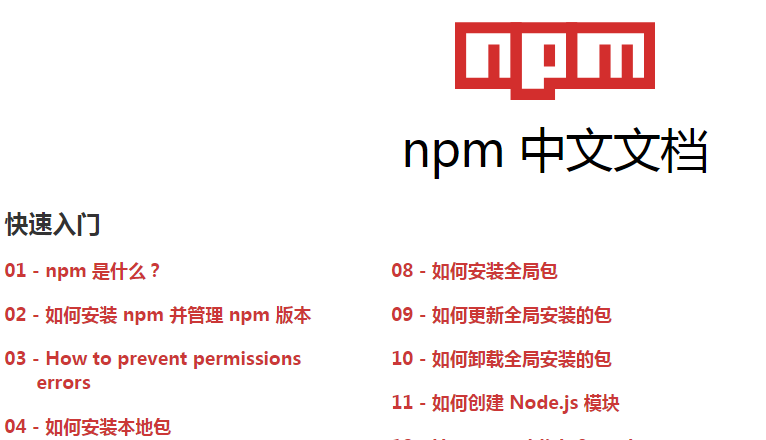 npm
npm 中文文档
快速入门
01 - npm 是什么？
02 - 如何安装 npm 并管理 npm 版本
03 - How to prevent permissions
errors
04 - 如何安装本地包
08 - 如何安装全局包
09 - 如何更新全局安装的包
10 - 如何卸载全局安装的包
11 - 如何创建 Node.js 模块